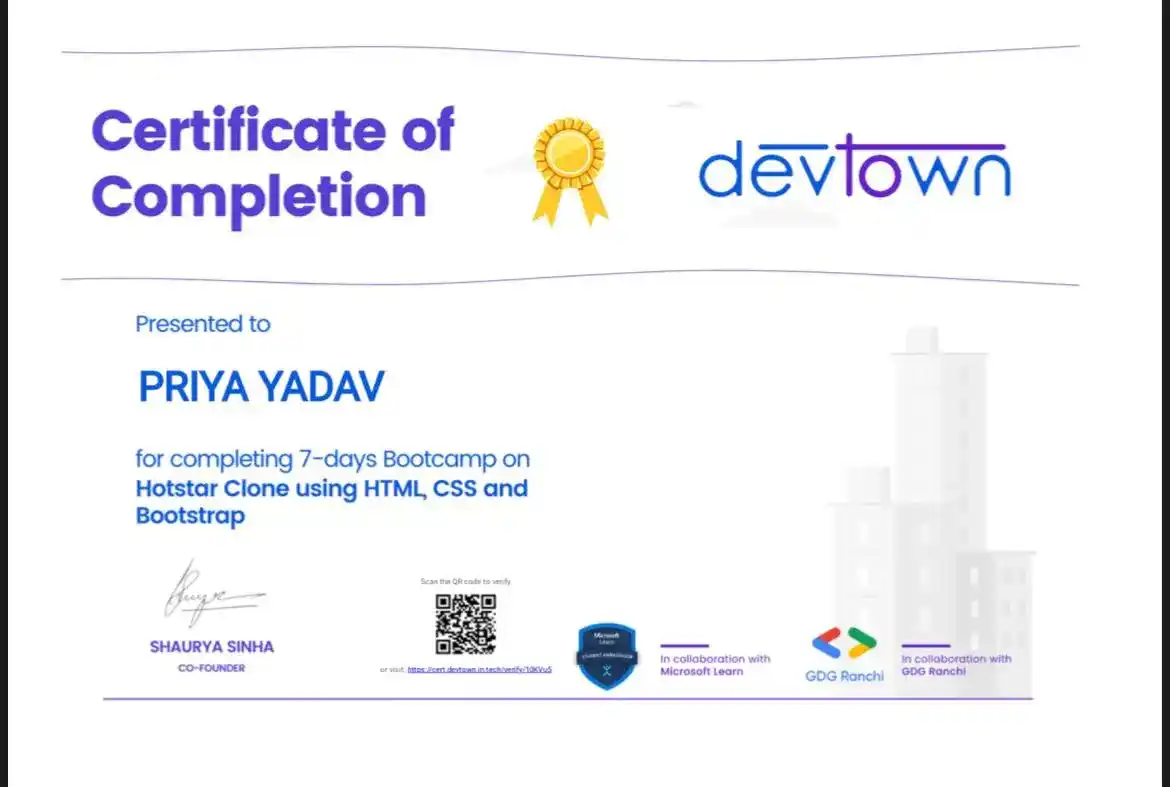 Certificate of
Completion
devtown
Presented to
PRIYA YADAV
for completing 7-days Bootcamp on
Hotstar Clone using HTML, CSS and
Bootstrap
SHAURYA SINHA
CO-FOUNDER
Scan the QR code to verify
or visit: https://cert.devtown.in.tech/verify/10KVu5
Microsoft
Learn
STUDENT AMBASSADOR
In collaboration with
Microsoft Learn
GDG Ranchi
In collaboration with
GDG Ranchi